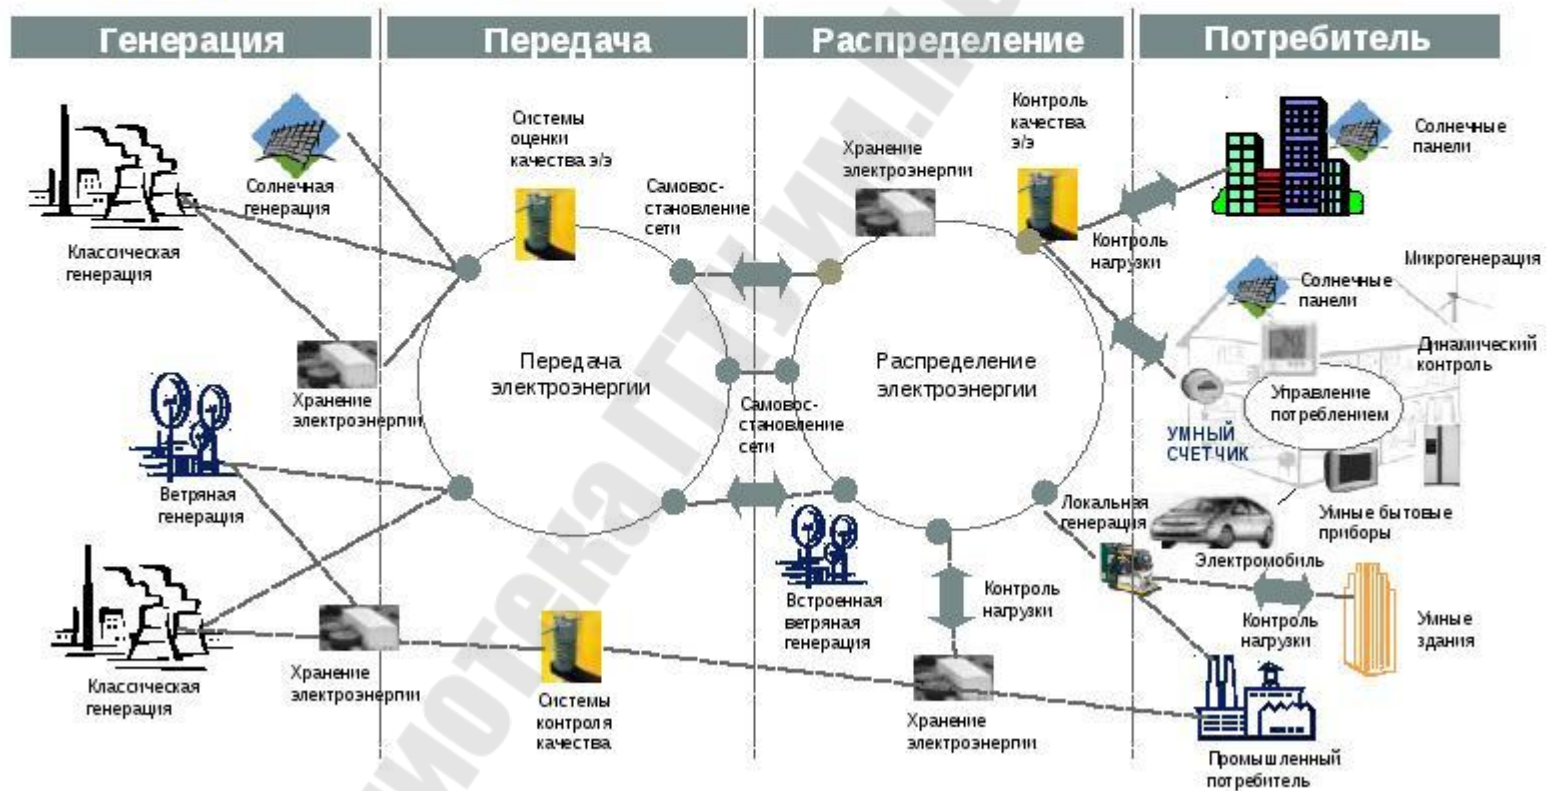 Генерация
Передача
Распределение
Потребитель
Солнечная
генерация
Классическая
генерация
Хранение
электроэнергии
Ветряная
генерация
Классическая
генерация
Хранение
электроэнергии
Системы
оценки
качества э/э
Самовос-
становление
сети
Передача
электроэнергии
Самовос-
становление
сети
Системы
контроля
качества
Хранение
электроэнергии
Контроль
качества
э/э
Контроль
нагрузки
Распределение
электроэнергии
Встроенная
ветряная
генерация
Контроль
нагрузки
Хранение
электроэнергии
Локальная
генерация
Солнечные
панели
Микрогенерация
Солнечные
панели
Динамический
контроль
Управление
потреблением
УМНЫЙ
СЧЕТЧИК
Умные бытовые
приборы
Электромобиль
Контроль
нагрузки
Умные
здания
Промышленный
потребитель